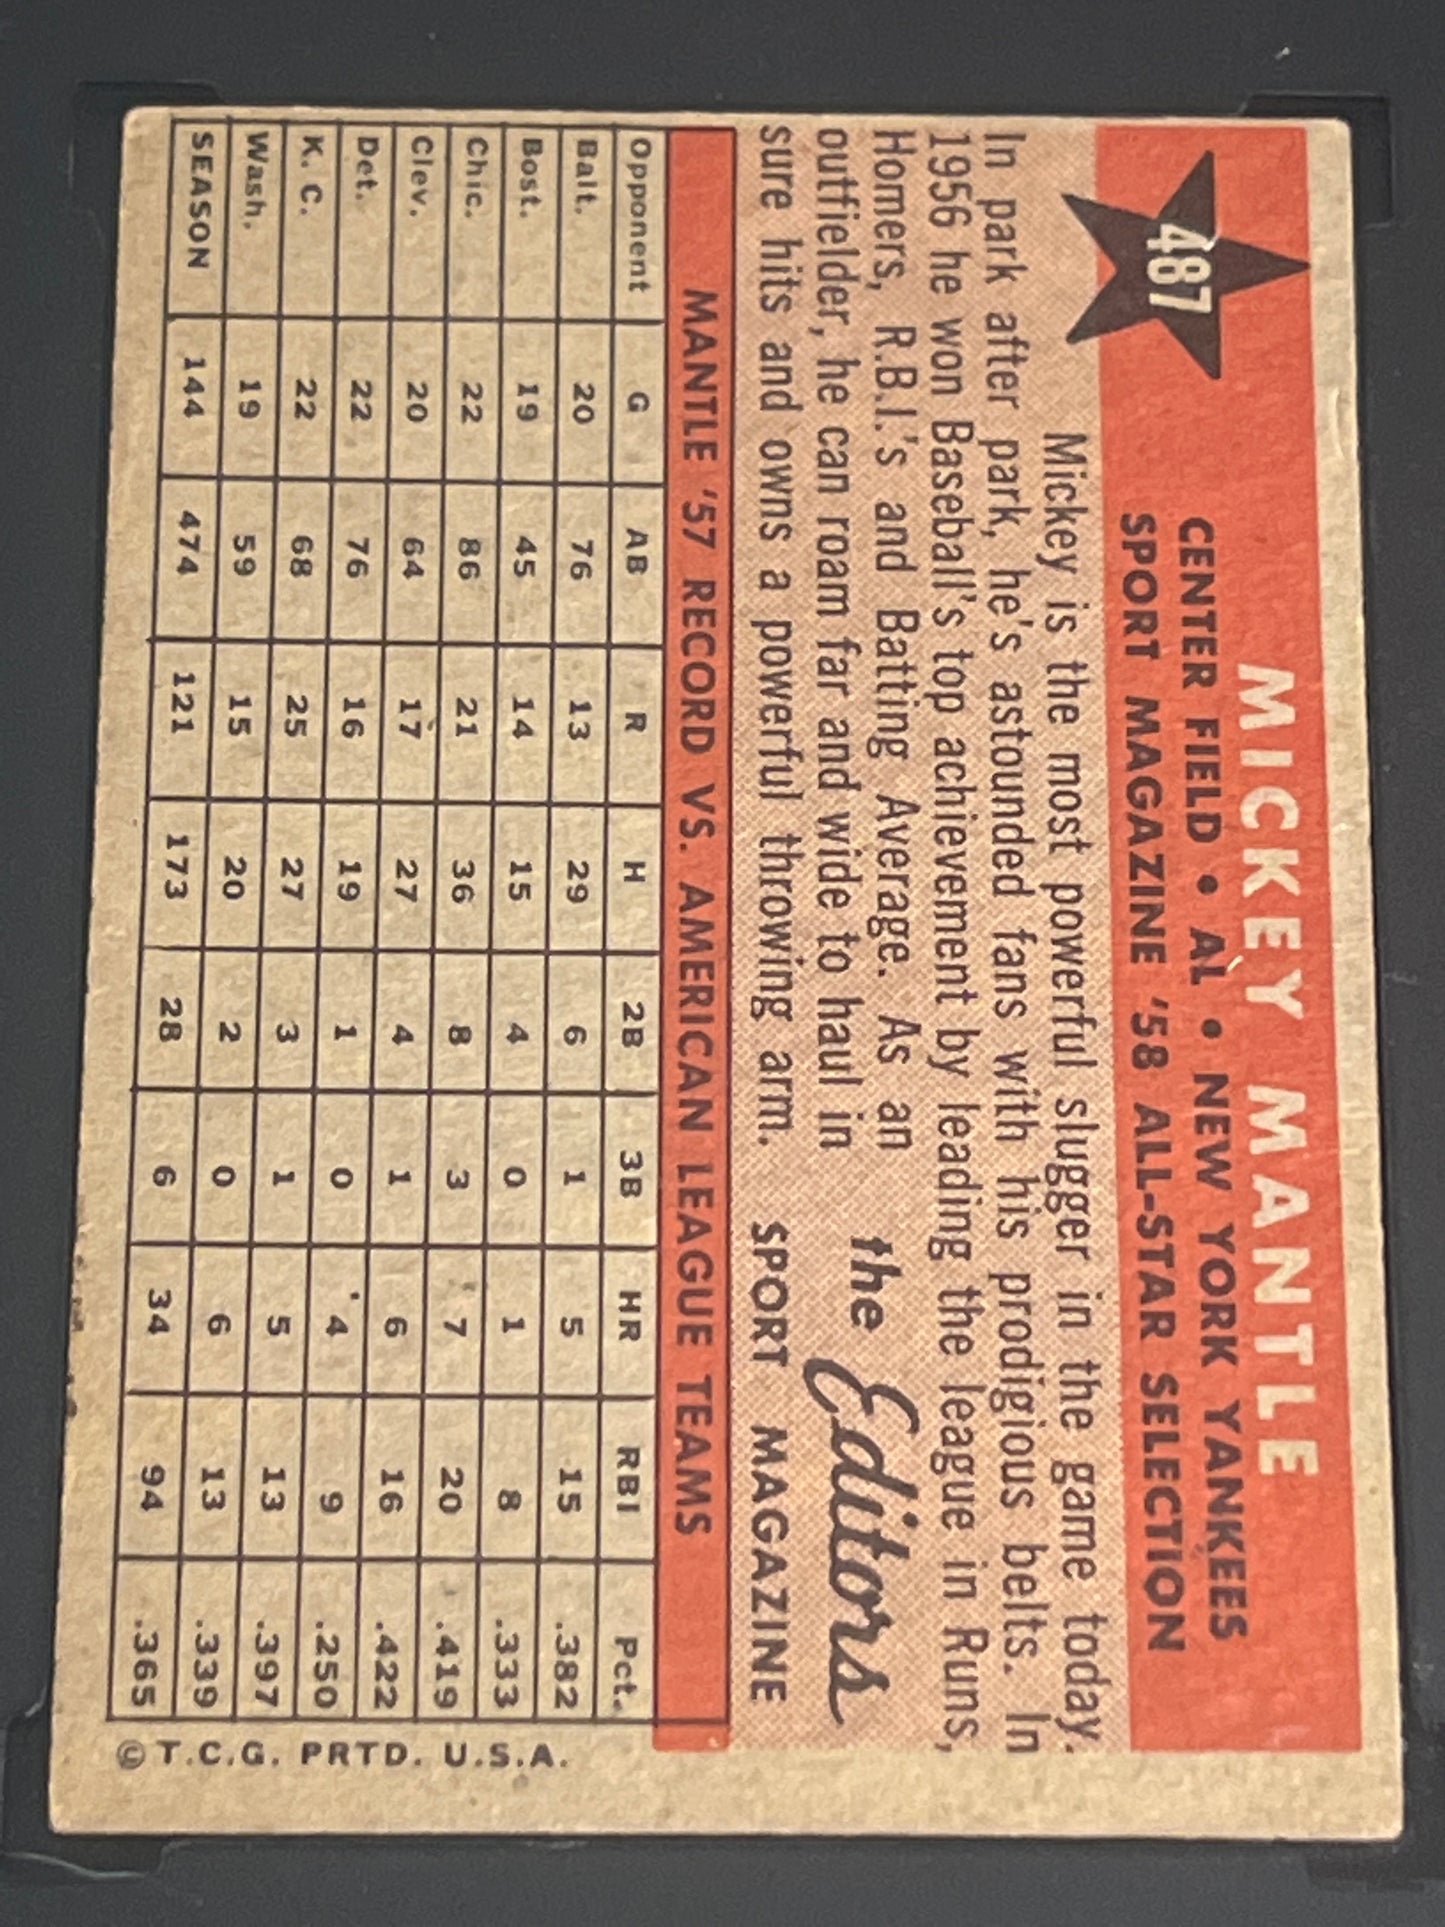 487
MICKEY MANTLE
CENTER FIELD • AL • NEW YORK YANKEES
SPORT MAGAZINE '58 ALL-STAR SELECTION
Mickey is the most powerful slugger in the game today.
In park after park, he's astounded fans with his prodigious belts. In
1956 he won Baseball's top achievement by leading the league in Runs,
Homers, R.B.I.'s and Batting Average. As an
outfielder, he can roam far and wide to haul in
sure hits and owns a powerful throwing arm.
the Editors
SPORT MAGAZINE
MANTLE '57 RECORD VS. AMERICAN LEAGUE TEAMS
Opponent G AB R H 2B 3B HR RBI Pct.
Balt. 20 76 13 29 6 1 5 15 .382
Bost. 19 45 14 15 4 0 1 8 .333
Chic. 22 86 21 36 8 3 7 20 .419
Clev. 20 64 17 27 4 1 6 16 .422
Det. 22 76 16 19 1 0 4 9 .250
K. C. 22 68 25 27 3 1 5 13 .397
Wash. 19 59 15 20 2 0 6 13 .339
SEASON 144 474 121 173 28 6 34 94 .365
© T.C.G. PRTD. U.S.A.